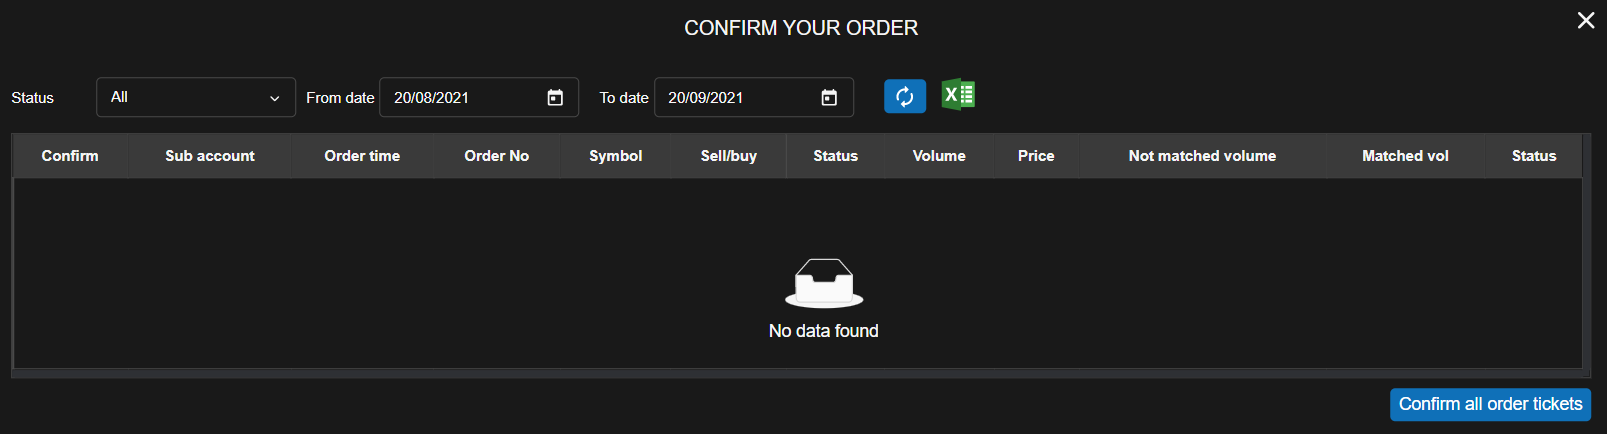 CONFIRM YOUR ORDER
Status All From date 20/08/2021 To date 20/09/2021 X
Confirm Sub account Order time Order No Symbol Sell/buy Status Volume Price Not matched volume Matched vol Status
No data found
Confirm all order tickets